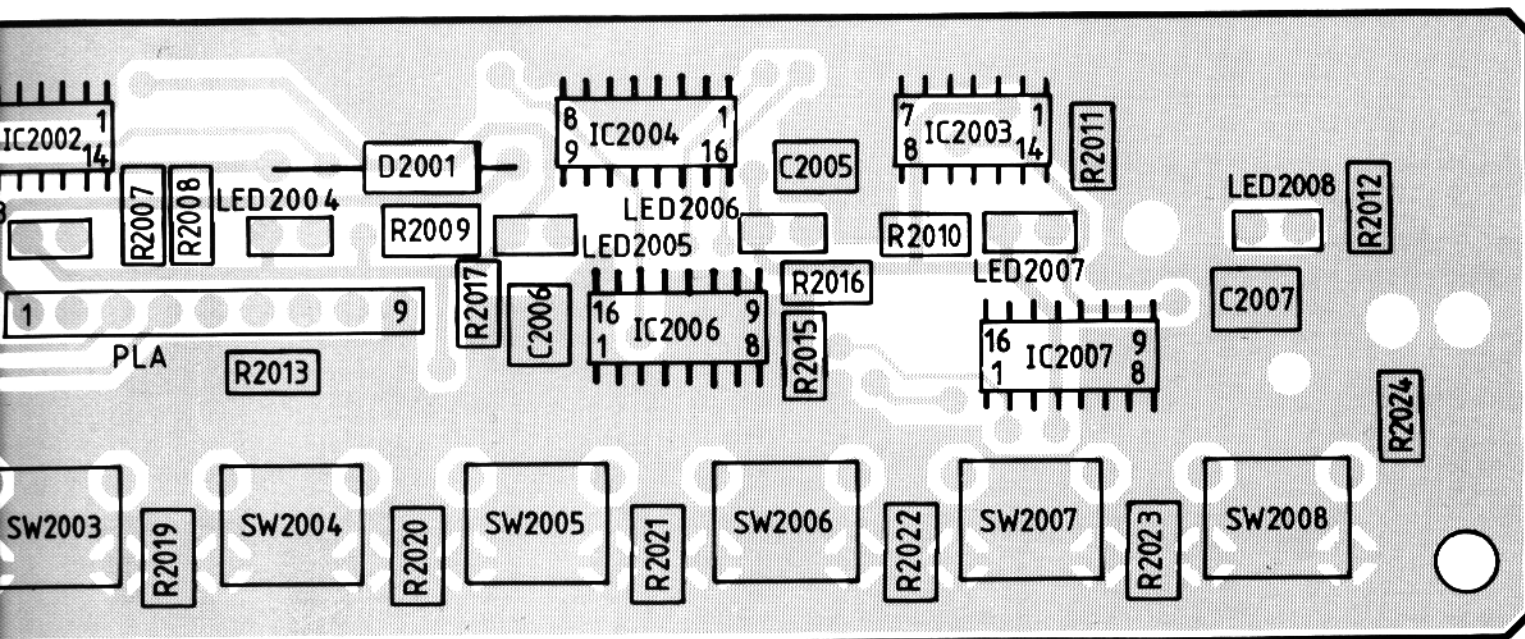 1
IC2002
14
8
1
9
IC2004
16
7
1
8
IC2003
14
R2011
D2001
C2005
R2007
R2008
LED2004
R2009
LED2006
LED2005
R2010
LED2007
LED2008
R2012
1
9
PLA
R2013
R2017
C2006
16
9
IC2006
1
8
R2016
R2015
16
9
IC2007
1
8
C2007
R2024
SW2003
R2019
SW2004
R2020
SW2005
R2021
SW2006
R2022
SW2007
R2023
SW2008